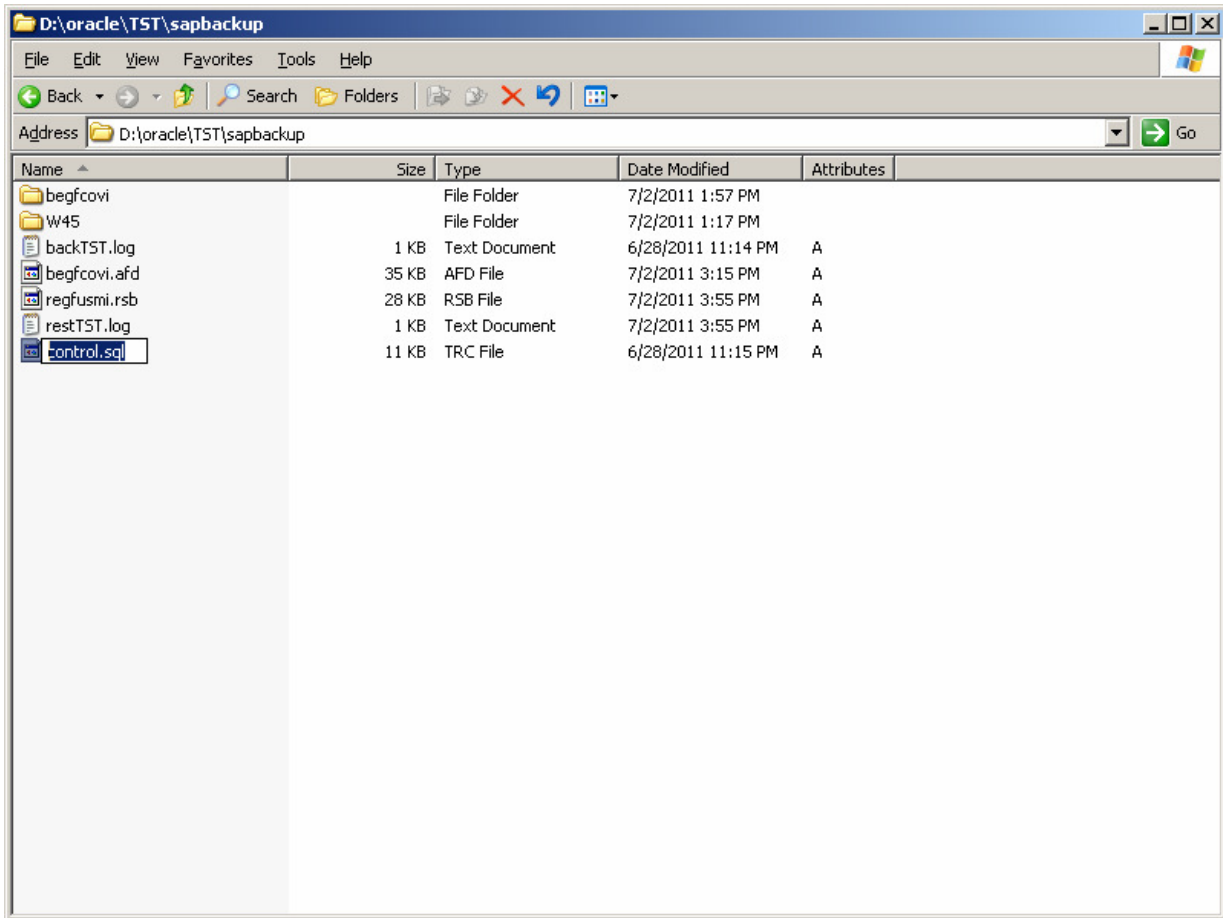 D:\oracle\TST\sapbackup
File Edit View Favorites Tools Help
Back Search Folders
Address D:\oracle\TST\sapbackup Go
Name Size Type Date Modified Attributes
begfcovi File Folder 7/2/2011 1:57 PM
W45 File Folder 7/2/2011 1:17 PM
backTST.log 1 KB Text Document 6/28/2011 11:14 PM A
begfcovi.afd 35 KB AFD File 7/2/2011 3:15 PM A
regfusmi.rsb 28 KB RSB File 7/2/2011 3:55 PM A
restTST.log 1 KB Text Document 7/2/2011 3:55 PM A
control.sql 11 KB TRC File 6/28/2011 11:15 PM A